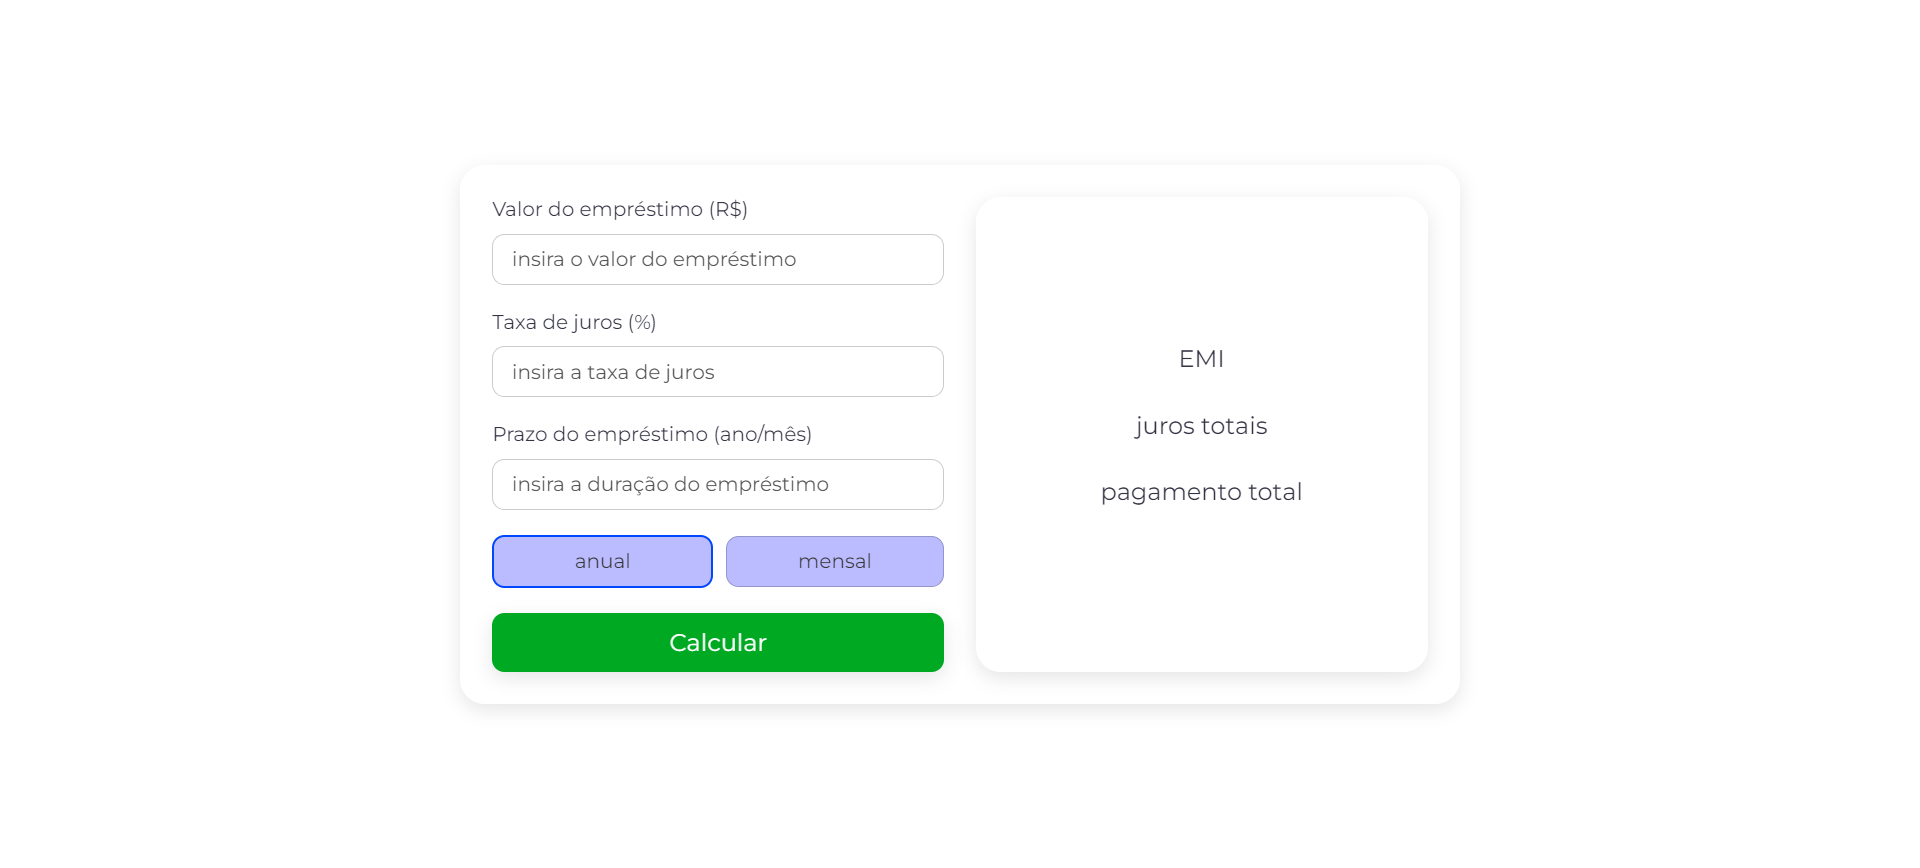 Valor do empréstimo (R$)
insira o valor do empréstimo
Taxa de juros (%)
insira a taxa de juros
Prazo do empréstimo (ano/mês)
insira a duração do empréstimo
anual
mensal
Calcular
EMI
juros totais
pagamento total